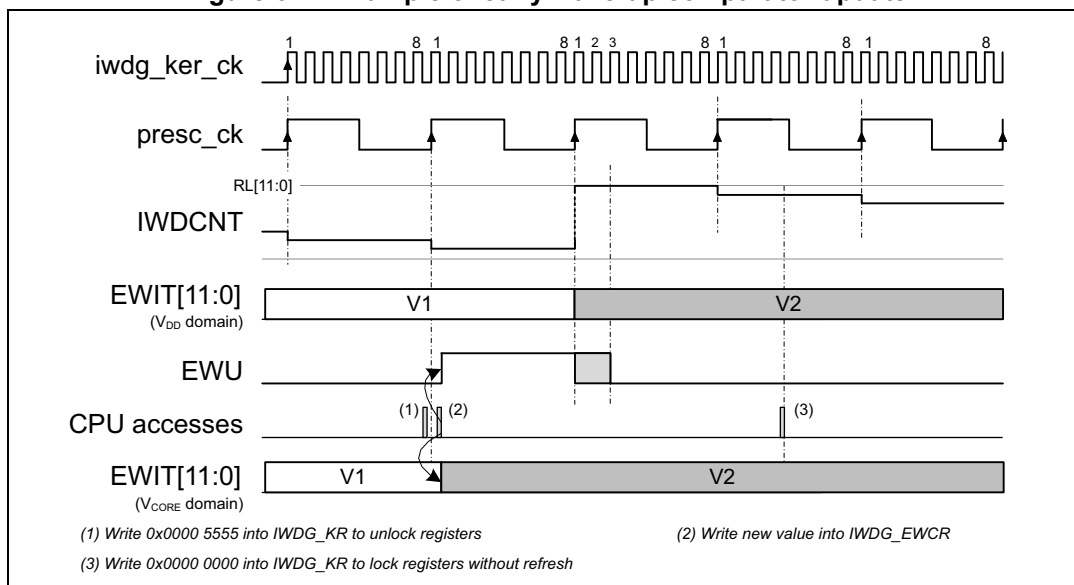 1 8 1 8 1 2 3 8 1 8 1 8
iwdg_ker_ck
presc_ck
RL[11:0]
IWDCNT
EWIT[11:0] V1 V2
(VDD domain)
EWU
(1) (2) (3)
CPU accesses
EWIT[11:0] V1 V2
(VCORE domain)
(1) Write 0x0000 5555 into IWDG_KR to unlock registers (2) Write new value into IWDG_EWCR
(3) Write 0x0000 0000 into IWDG_KR to lock registers without refresh